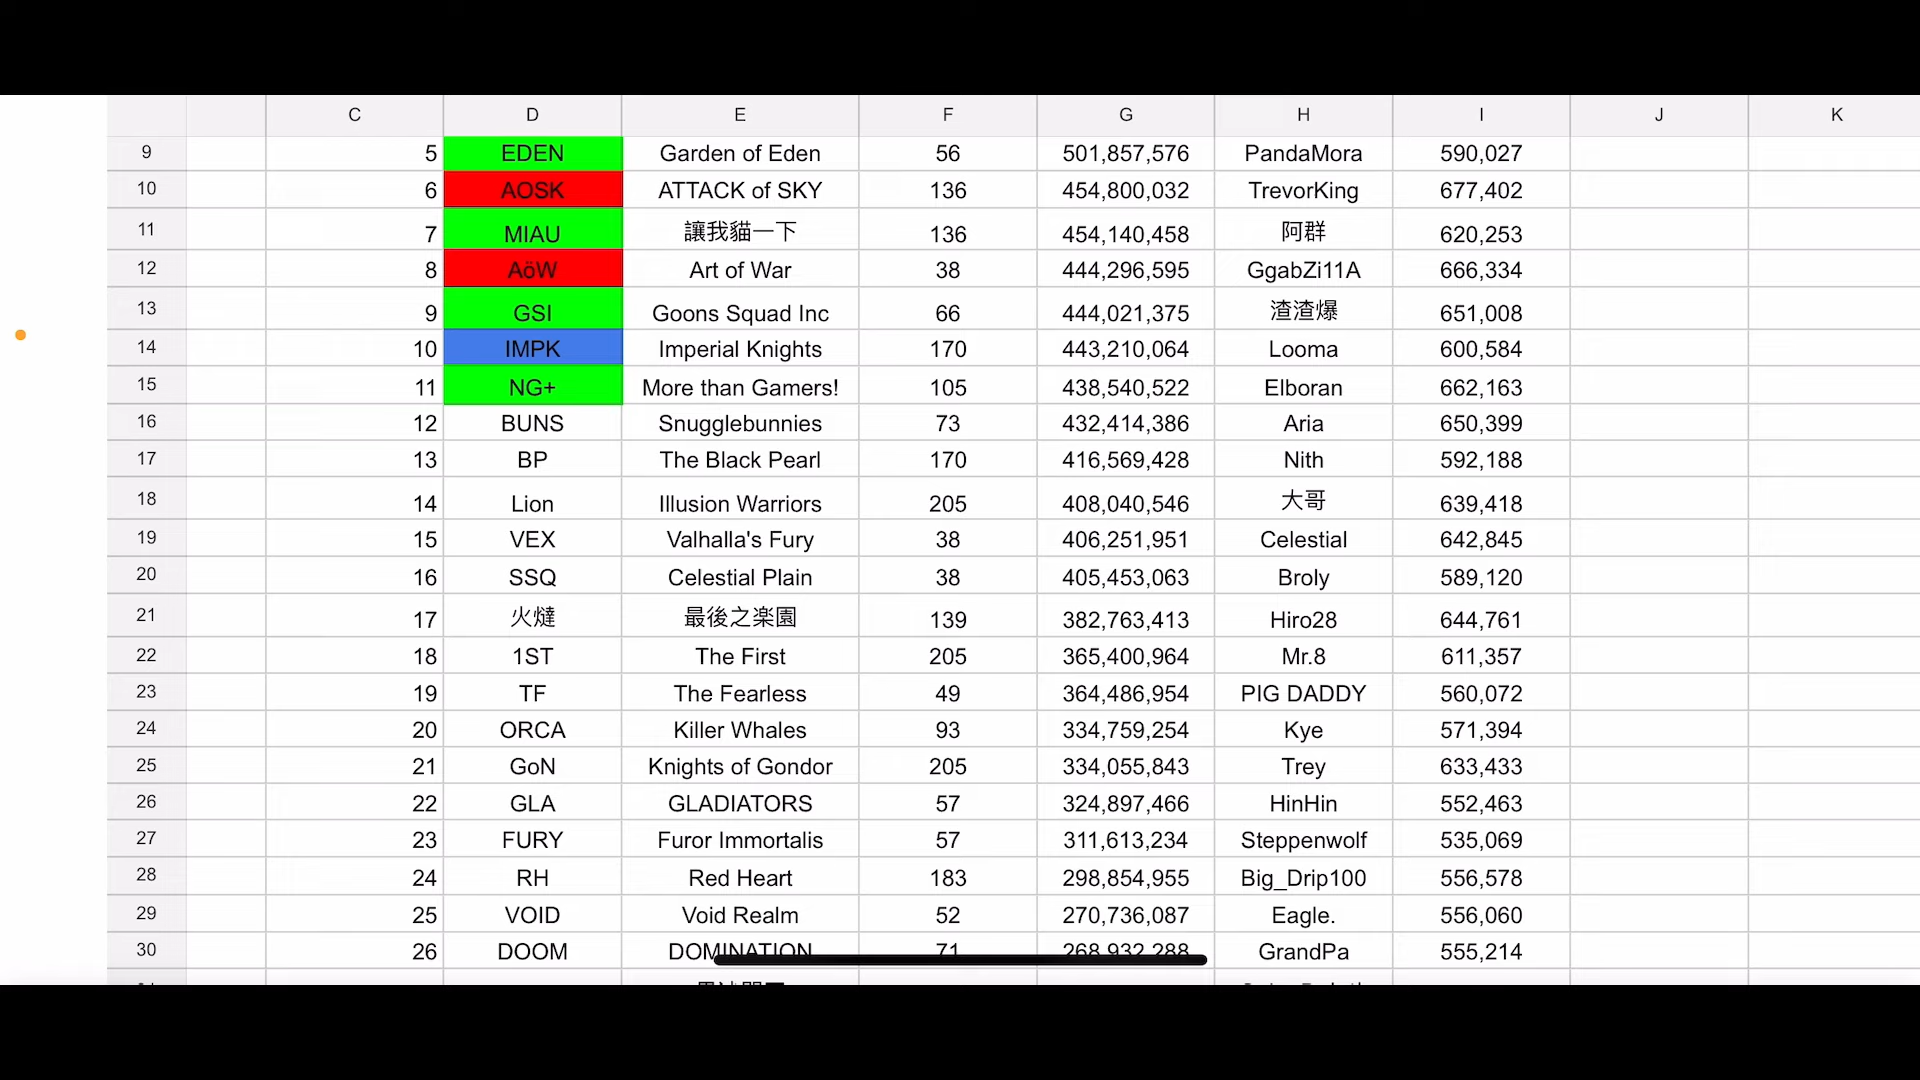 C D E F G H I J K
9 5 EDEN Garden of Eden 56 501,857,576 PandaMora 590,027
10 6 AOSK ATTACK of SKY 136 454,800,032 TrevorKing 677,402
11 7 MIAU 讓我貓一下 136 454,140,458 阿群 620,253
12 8 AöW Art of War 38 444,296,595 GgabZi11A 666,334
13 9 GSI Goons Squad Inc 66 444,021,375 渣渣爆 651,008
14 10 IMPK Imperial Knights 170 443,210,064 Looma 600,584
15 11 NG+ More than Gamers! 105 438,540,522 Elboran 662,163
16 12 BUNS Snugglebunnies 73 432,414,386 Aria 650,399
17 13 BP The Black Pearl 170 416,569,428 Nith 592,188
18 14 Lion Illusion Warriors 205 408,040,546 大哥 639,418
19 15 VEX Valhalla's Fury 38 406,251,951 Celestial 642,845
20 16 SSQ Celestial Plain 38 405,453,063 Broly 589,120
21 17 火燵 最後之楽園 139 382,763,413 Hiro28 644,761
22 18 1ST The First 205 365,400,964 Mr.8 611,357
23 19 TF The Fearless 49 364,486,954 PIG DADDY 560,072
24 20 ORCA Killer Whales 93 334,759,254 Kye 571,394
25 21 GoN Knights of Gondor 205 334,055,843 Trey 633,433
26 22 GLA GLADIATORS 57 324,897,466 HinHin 552,463
27 23 FURY Furor Immortalis 57 311,613,234 Steppenwolf 535,069
28 24 RH Red Heart 183 298,854,955 Big_Drip100 556,578
29 25 VOID Void Realm 52 270,736,087 Eagle. 556,060
30 26 DOOM DOMINATION 71 268,932,288 GrandPa 555,214